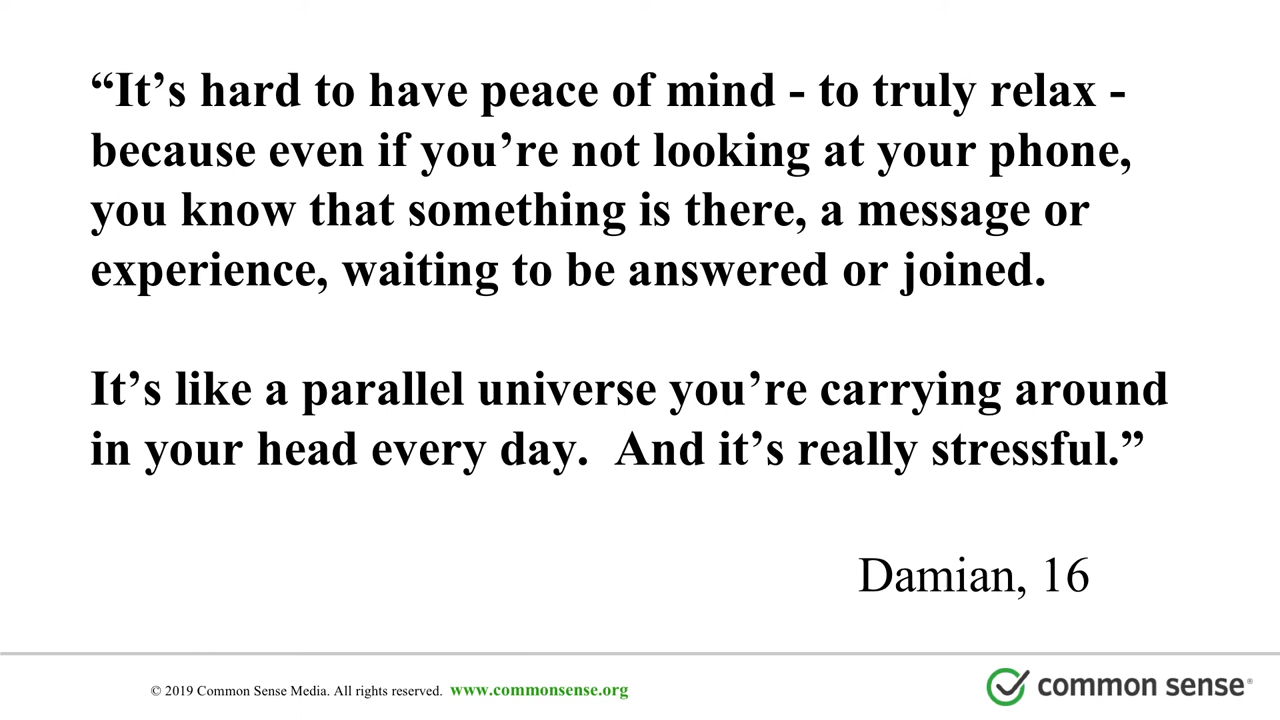 “It’s hard to have peace of mind - to truly relax -
because even if you’re not looking at your phone,
you know that something is there, a message or
experience, waiting to be answered or joined.
It’s like a parallel universe you’re carrying around
in your head every day.  And it’s really stressful.”
Damian, 16
© 2019 Common Sense Media. All rights reserved.  www.commonsense.org
common sense®